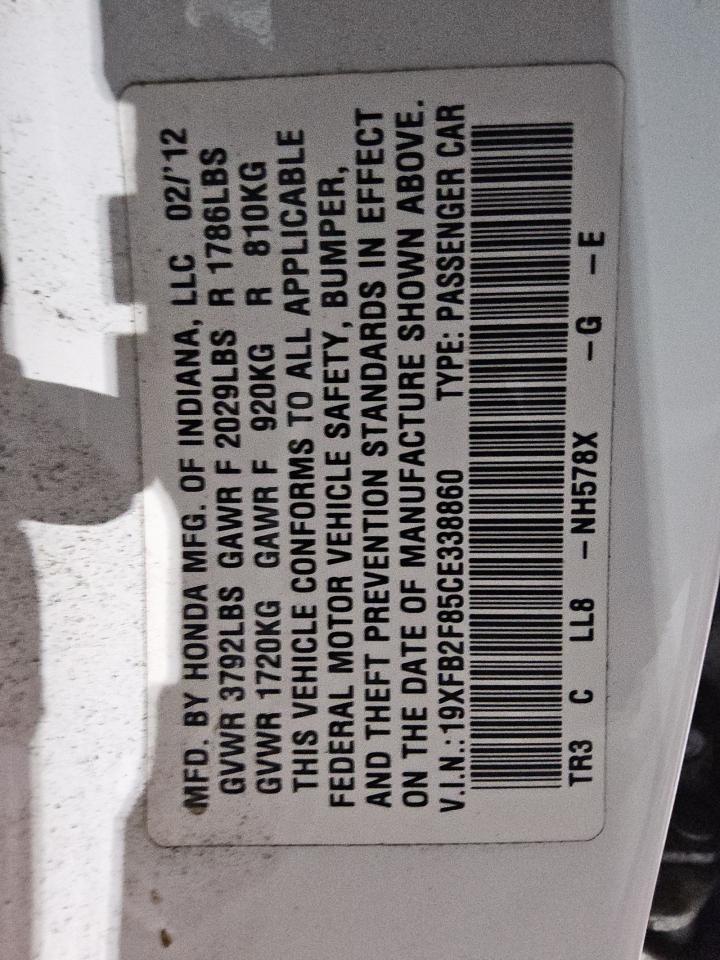 MFD. BY HONDA MFG. OF INDIANA, LLC 02/'12
GVWR 3792LBS GAWR F 2029LBS R 1786LBS
GVWR 1720KG GAWR F 920KG R 810KG
THIS VEHICLE CONFORMS TO ALL APPLICABLE
FEDERAL MOTOR VEHICLE SAFETY, BUMPER,
AND THEFT PREVENTION STANDARDS IN EFFECT
ON THE DATE OF MANUFACTURE SHOWN ABOVE.
V.I.N.: 19XFB2F85CE338860 TYPE: PASSENGER CAR
TR3 C LL8 -NH578X -G -E